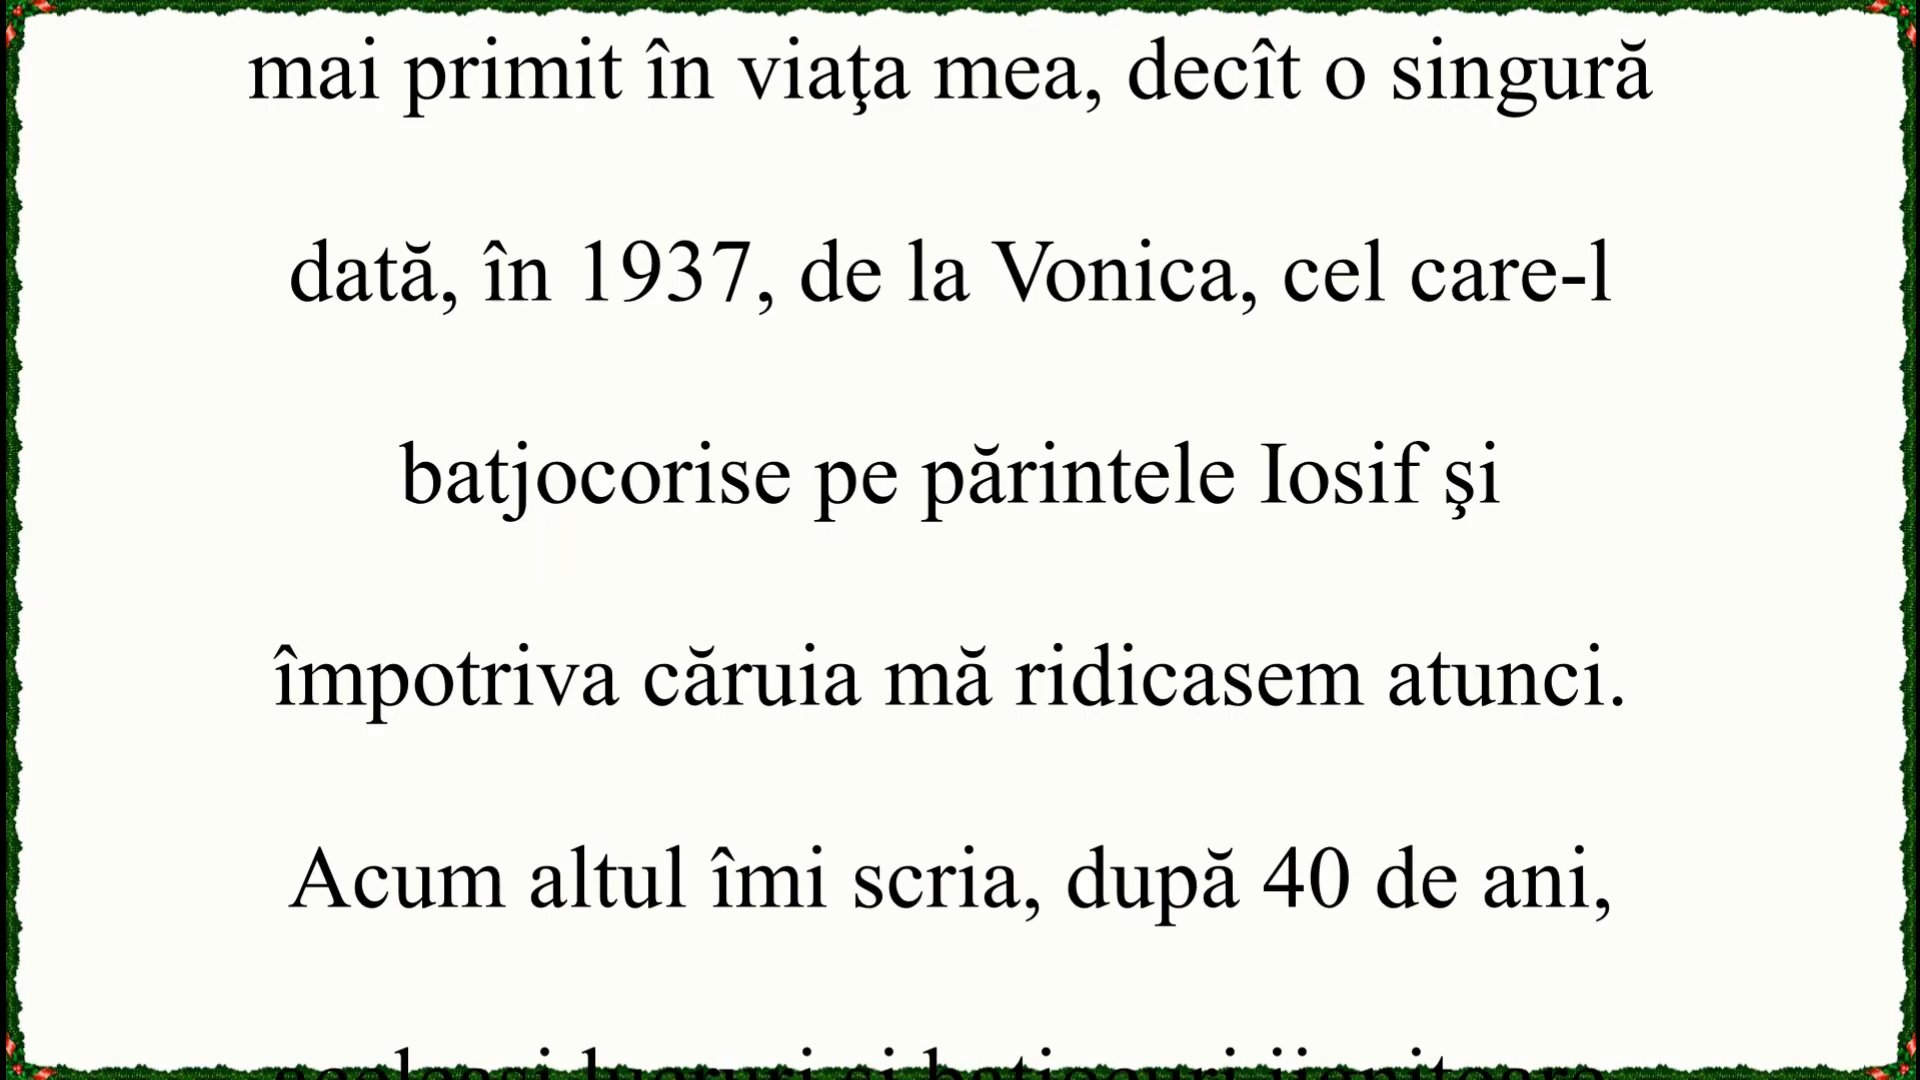 mai primit în viaţa mea, decît o singură
dată, în 1937, de la Vonica, cel care-l
batjocorise pe părintele Iosif şi
împotriva căruia mă ridicasem atunci.
Acum altul îmi scria, după 40 de ani,